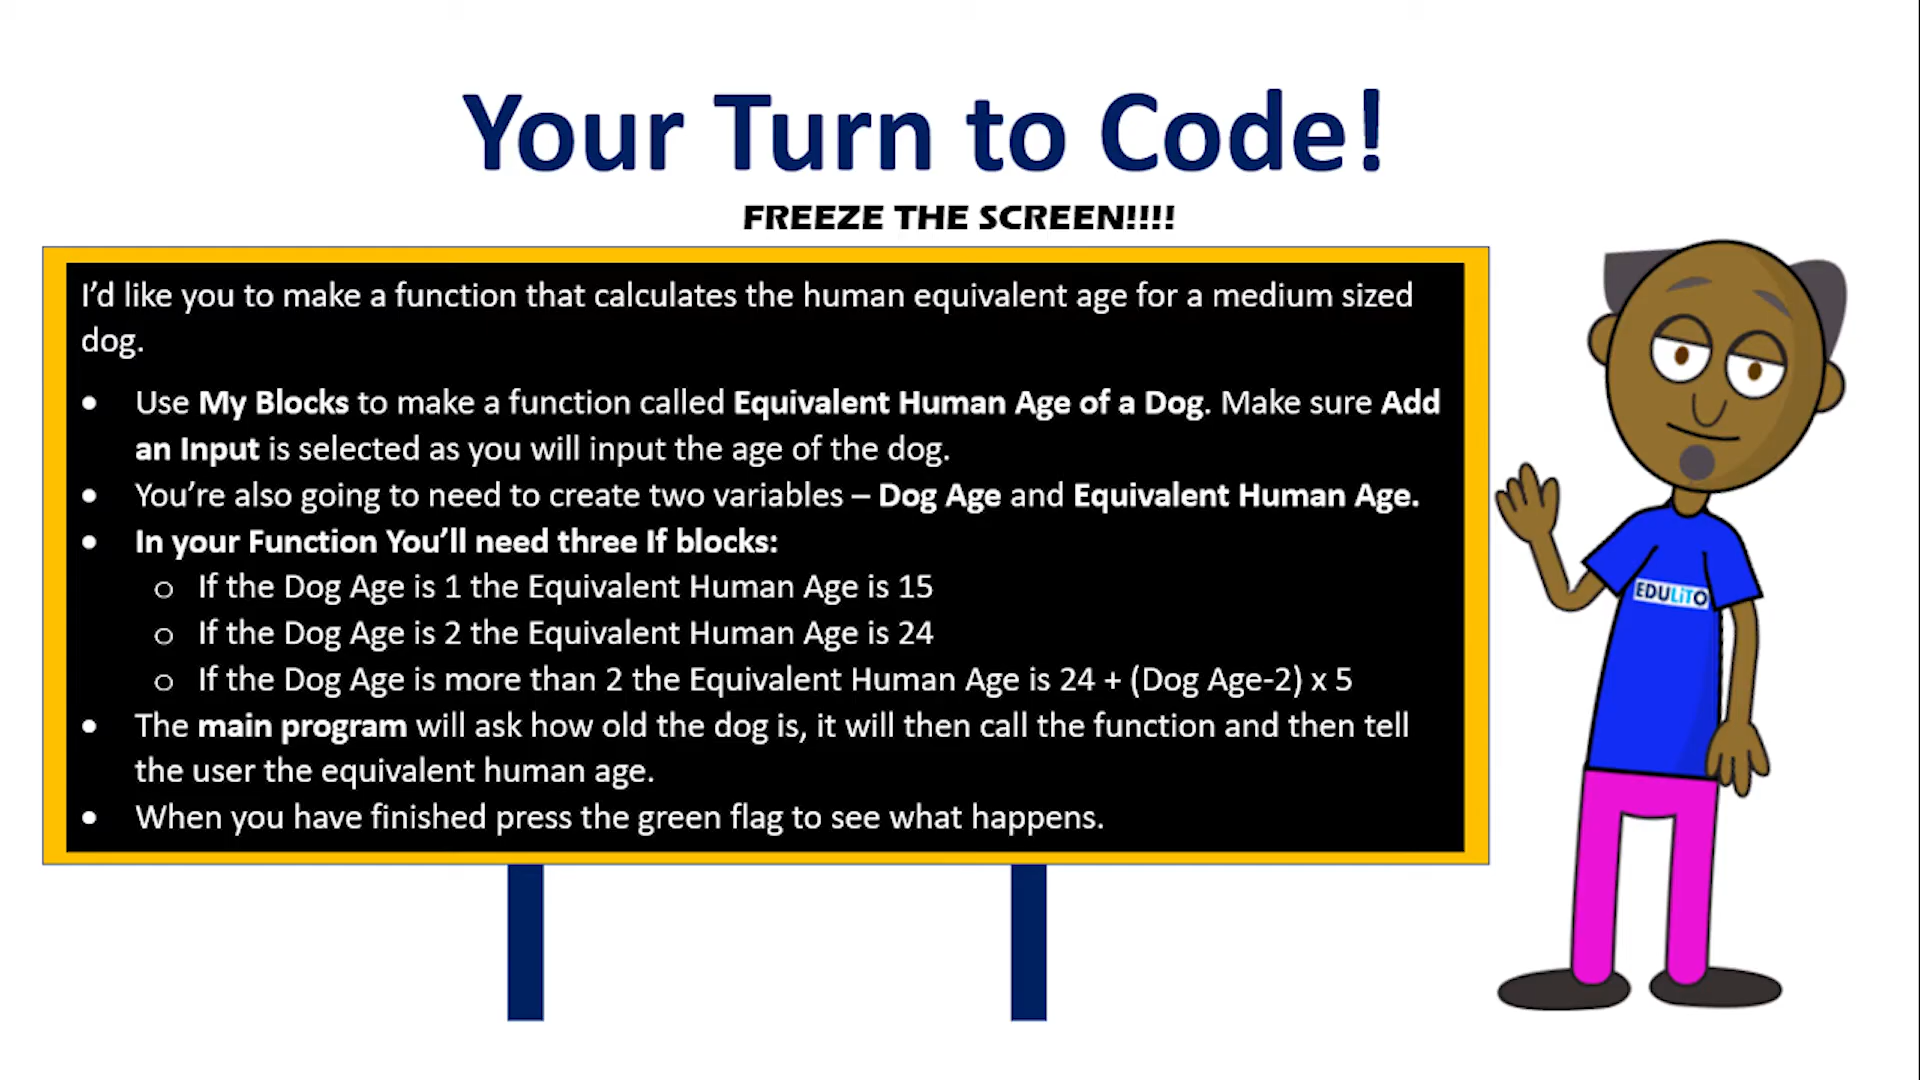 Your Turn to Code!
FREEZE THE SCREEN!!!!
I'd like you to make a function that calculates the human equivalent age for a medium sized
dog.
• Use My Blocks to make a function called Equivalent Human Age of a Dog. Make sure Add
an Input is selected as you will input the age of the dog.
• You're also going to need to create two variables – Dog Age and Equivalent Human Age.
• In your Function You'll need three If blocks:
o If the Dog Age is 1 the Equivalent Human Age is 15
o If the Dog Age is 2 the Equivalent Human Age is 24
o If the Dog Age is more than 2 the Equivalent Human Age is 24 + (Dog Age-2) x 5
• The main program will ask how old the dog is, it will then call the function and then tell
the user the equivalent human age.
• When you have finished press the green flag to see what happens.
EDULiTO